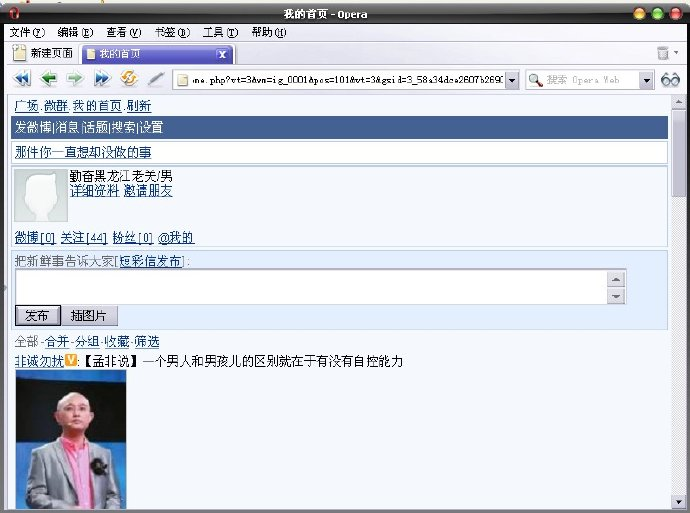 我的首页 - Opera
文件(F) 编辑(E) 查看(V) 书签(B) 工具(T) 帮助(H)
新建页面 我的首页
me.php?vt=3&vm=ig_0001&pos=101&vt=3&gsid=3_58a34dca2607b269 搜索 Opera Web
广场.微群.我的首页.刷新
发微博|消息|话题|搜索|设置
那件你一直想却没做的事
勤奋黑龙江老关/男
详细资料 邀请朋友
微博[0] 关注[44] 粉丝[0] @我的
把新鲜事告诉大家[短彩信发布]:
发布 插图片
全部-合并-分组-收藏-筛选
非诚勿扰V:【孟非说】一个男人和男孩儿的区别就在于有没有自控能力